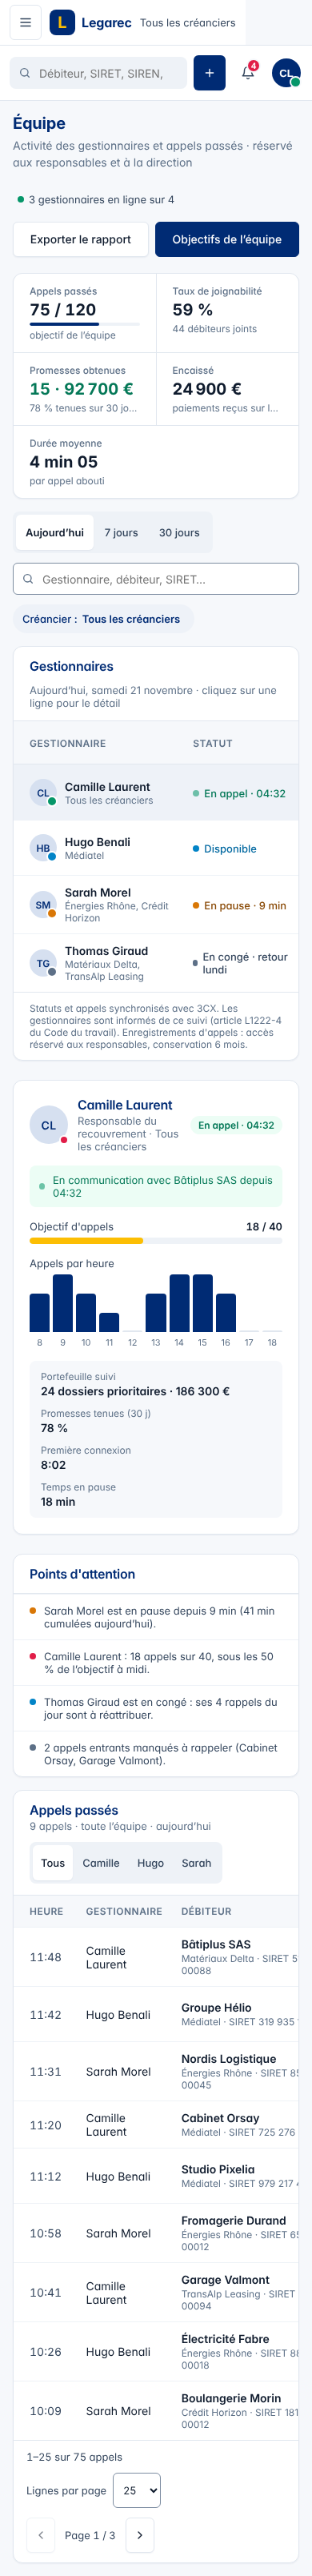 L Legarec Tous les créanciers
Débiteur, SIRET, SIREN,
+
4
CL
Équipe
Activité des gestionnaires et appels passés · réservé
aux responsables et à la direction
3 gestionnaires en ligne sur 4
Exporter le rapport
Objectifs de l’équipe
Appels passés
75 / 120
objectif de l’équipe
Taux de joignabilité
59 %
44 débiteurs joints
Promesses obtenues
15 · 92 700 €
78 % tenues sur 30 jo…
Encaissé
24 900 €
paiements reçus sur l…
Durée moyenne
4 min 05
par appel abouti
Aujourd’hui 7 jours 30 jours
Gestionnaire, débiteur, SIRET…
Créancier : Tous les créanciers
Gestionnaires
Aujourd’hui, samedi 21 novembre · cliquez sur une
ligne pour le détail
GESTIONNAIRE STATUT
CL
Camille Laurent
Tous les créanciers
En appel · 04:32
HB
Hugo Benali
Médiatel
Disponible
SM
Sarah Morel
Énergies Rhône, Crédit
Horizon
En pause · 9 min
TG
Thomas Giraud
Matériaux Delta,
TransAlp Leasing
En congé · retour
lundi
Statuts et appels synchronisés avec 3CX. Les
gestionnaires sont informés de ce suivi (article L1222-4
du Code du travail). Enregistrements d’appels : accès
réservé aux responsables, conservation 6 mois.
CL
Camille Laurent
Responsable du
recouvrement · Tous
les créanciers
En appel · 04:32
En communication avec Bâtiplus SAS depuis
04:32
Objectif d’appels 18 / 40
Appels par heure
8 9 10 11 12 13 14 15 16 17 18
Portefeuille suivi
24 dossiers prioritaires · 186 300 €
Promesses tenues (30 j)
78 %
Première connexion
8:02
Temps en pause
18 min
Points d’attention
Sarah Morel est en pause depuis 9 min (41 min
cumulées aujourd’hui).
Camille Laurent : 18 appels sur 40, sous les 50
% de l’objectif à midi.
Thomas Giraud est en congé : ses 4 rappels du
jour sont à réattribuer.
2 appels entrants manqués à rappeler (Cabinet
Orsay, Garage Valmont).
Appels passés
9 appels · toute l’équipe · aujourd’hui
Tous Camille Hugo Sarah
HEURE GESTIONNAIRE DÉBITEUR
11:48
Camille
Laurent
Bâtiplus SAS
Matériaux Delta · SIRET
00088
11:42
Hugo Benali
Groupe Hélio
Médiatel · SIRET 319 935
11:31
Sarah Morel
Nordis Logistique
Énergies Rhône · SIRET
00045
11:20
Camille
Laurent
Cabinet Orsay
Médiatel · SIRET 725 276
11:12
Hugo Benali
Studio Pixelia
Médiatel · SIRET 979 217
10:58
Sarah Morel
Fromagerie Durand
Énergies Rhône · SIRET
00012
10:41
Camille
Laurent
Garage Valmont
TransAlp Leasing · SIRET
00094
10:26
Hugo Benali
Électricité Fabre
Énergies Rhône · SIRET
00018
10:09
Sarah Morel
Boulangerie Morin
Crédit Horizon · SIRET 181
00012
1–25 sur 75 appels
Lignes par page 25
Page 1 / 3